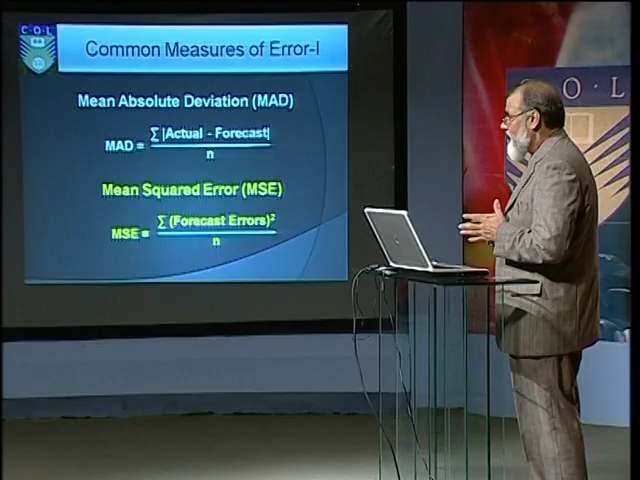 C·O·L
Common Measures of Error-I
Mean Absolute Deviation (MAD)
MAD = ∑ |Actual - Forecast|
n
Mean Squared Error (MSE)
MSE = ∑ (Forecast Errors)²
n
O·L